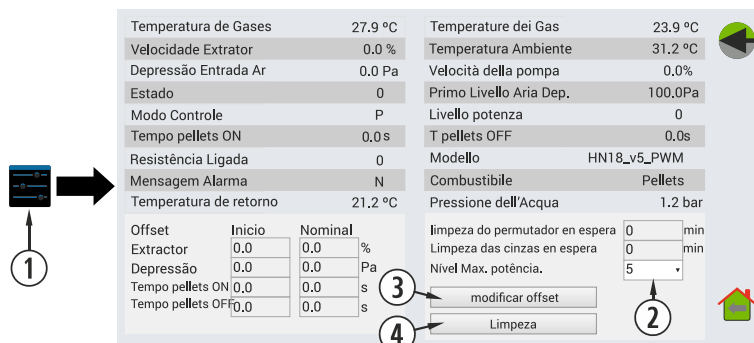 Temperatura de Gases 27.9 ºC
Velocidade Extrator 0.0 %
Depressão Entrada Ar 0.0 Pa
Estado 0
Modo Controle P
Tempo pellets ON 0.0 s
Resistência Ligada 0
Mensagem Alarma N
Temperatura de retorno 21.2 ºC
Temperature dei Gas 23.9 ºC
Temperatura Ambiente 31.2 ºC
Velocità della pompa 0.0%
Primo Livello Aria Dep. 100.0Pa
Livello potenza 0
T pellets OFF 0.0s
Modello HN18_v5_PWM
Combustibile Pellets
Pressione dell'Acqua 1.2 bar
Offset Inicio Nominal
Extractor 0.0 0.0 %
Depressão 0.0 0.0 Pa
Tempo pellets ON 0.0 0.0 s
Tempo pellets OFF 0.0 0.0 s
limpeza do permutador en espera 0 min
Limpeza das cinzas en espera 0 min
Nível Max. potência. 5
modificar offset
Limpeza
1
3
4
2